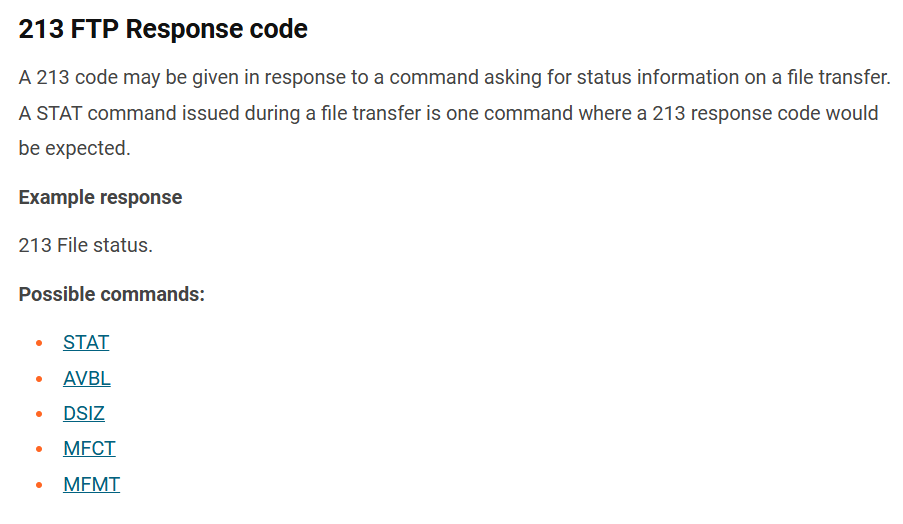 213 FTP Response code
A 213 code may be given in response to a command asking for status information on a file transfer.
A STAT command issued during a file transfer is one command where a 213 response code would
be expected.
Example response
213 File status.
Possible commands:
STAT
AVBL
DSIZ
MFCT
MFMT